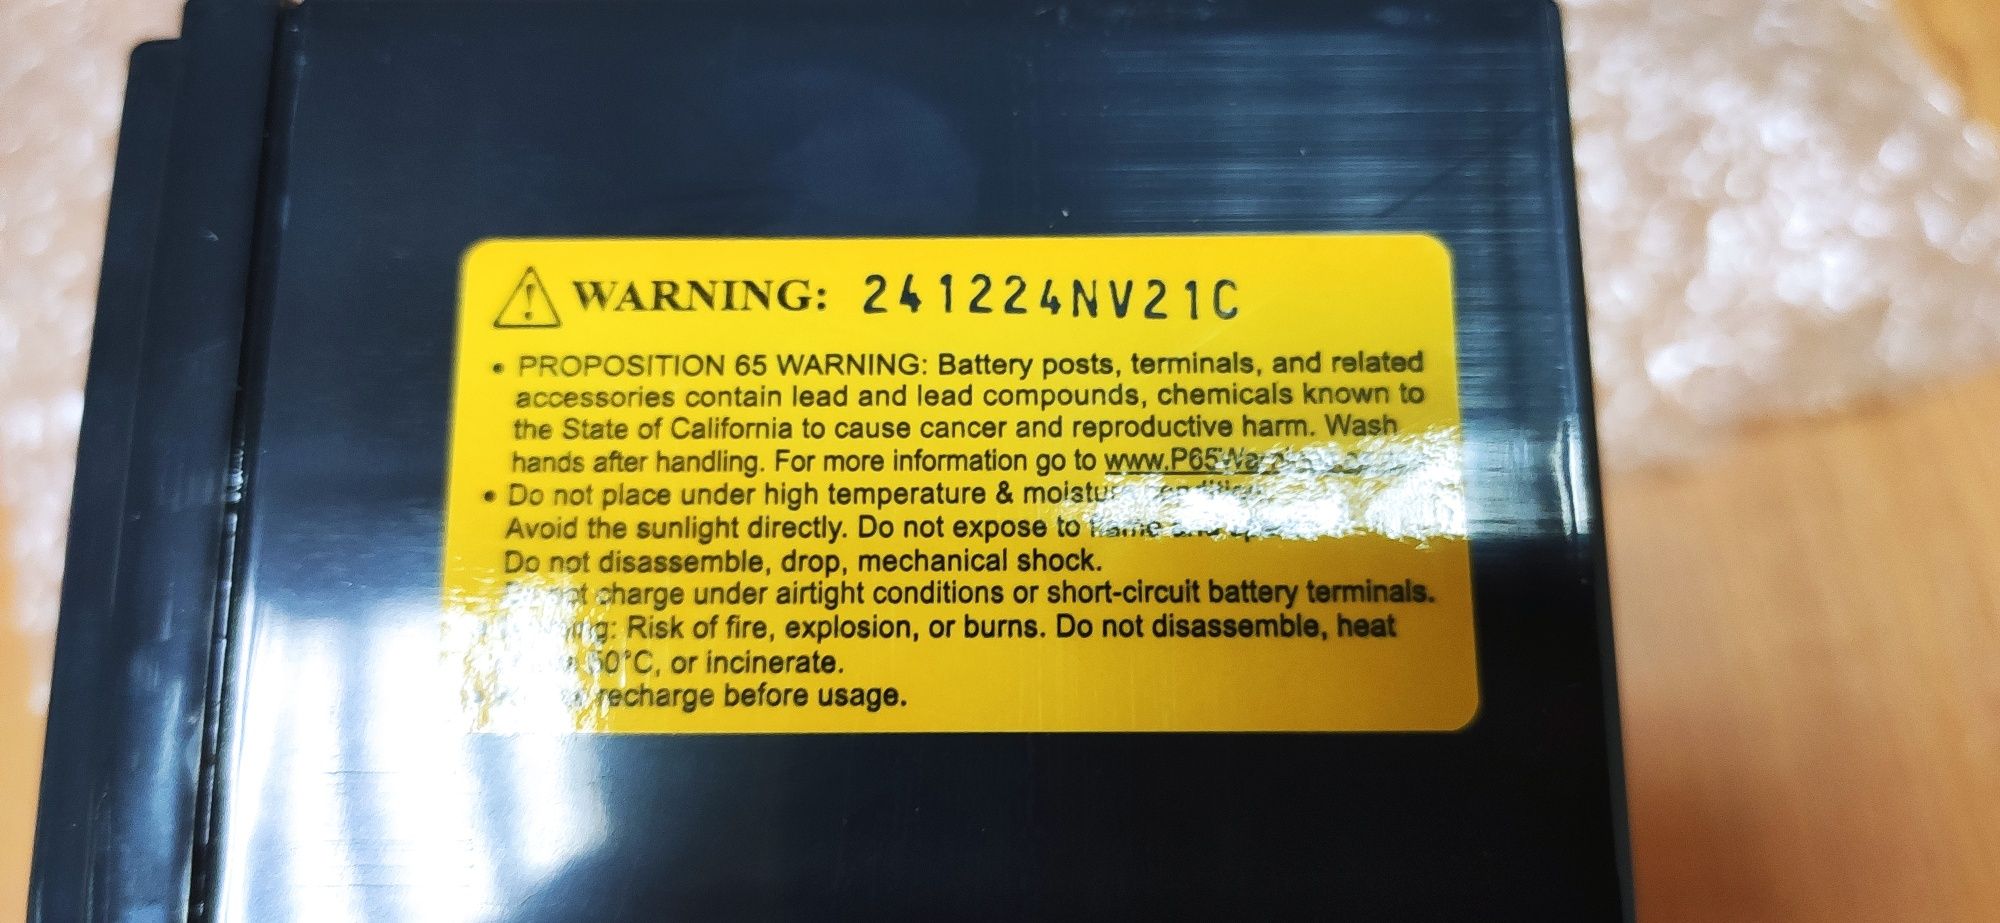 WARNING: 241224NV21C
• PROPOSITION 65 WARNING: Battery posts, terminals, and related
accessories contain lead and lead compounds, chemicals known to
the State of California to cause cancer and reproductive harm. Wash
hands after handling. For more information go to
• Do not place under high temperature & moisture
Avoid the sunlight directly. Do not expose to flame and
Do not disassemble, drop, mechanical shock.
charge under airtight conditions or short-circuit battery terminals.
Risk of fire, explosion, or burns. Do not disassemble, heat
or incinerate.
recharge before usage.